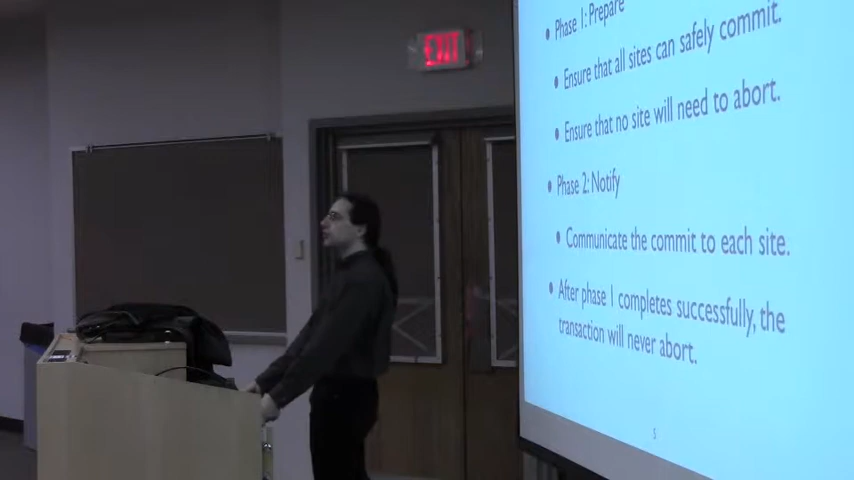 EXIT
• Phase 1: Prepare
• Ensure that all sites can safely commit.
• Ensure that no site will need to abort.
• Phase 2: Notify
• Communicate the commit to each site.
• After phase 1 completes successfully, the
transaction will never abort.
5